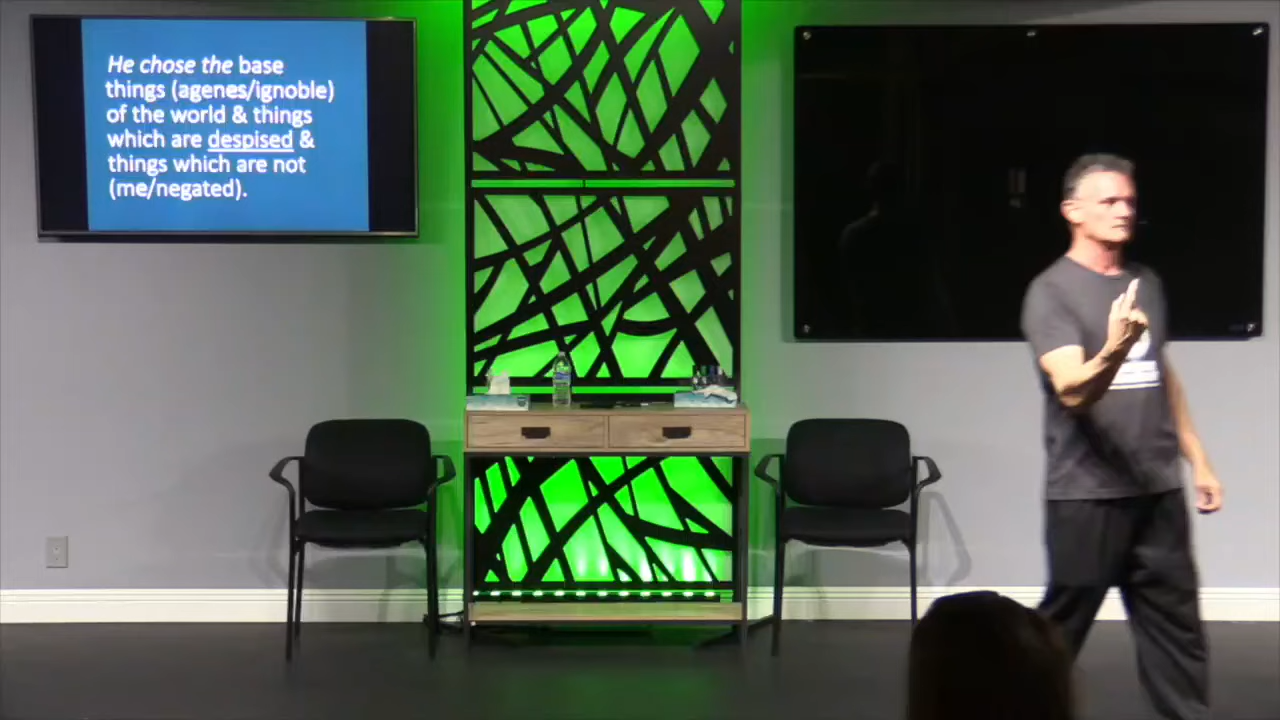 He chose the base
things (agenes/ignoble)
of the world & things
which are despised &
things which are not
(me/negated).